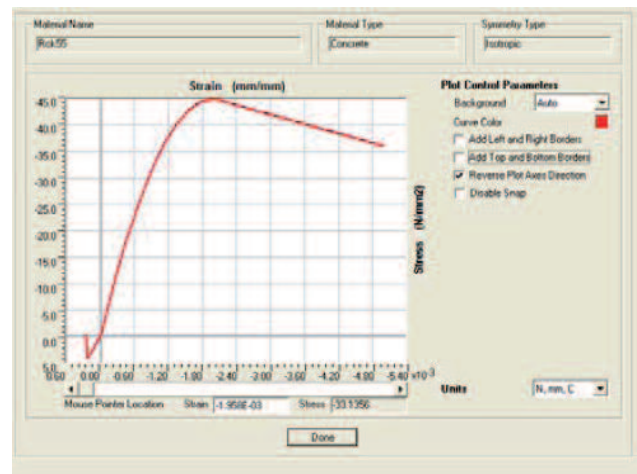 Material Name
Material Type
Symmetry Type
Rck55
Concrete
Isotropic
Strain (mm/mm)
-45.0
-40.0
-35.0
-30.0
-25.0
-20.0
-15.0
-10.0
-5.0
0.0
5.0
0.60 0.00 -0.60 -1.20 -1.80 -2.40 -3.00 -3.60 -4.20 -4.80 -5.40 x10 -3
Stress (N/mm2)
Plot Control Parameters
Background Auto
Curve Color
Add Left and Right Borders
Add Top and Bottom Borders
Reverse Plot Axes Direction
Disable Snap
Mouse Pointer Location Strain -1.958E-03 Stress -33.1356
Units N, mm, C
Done